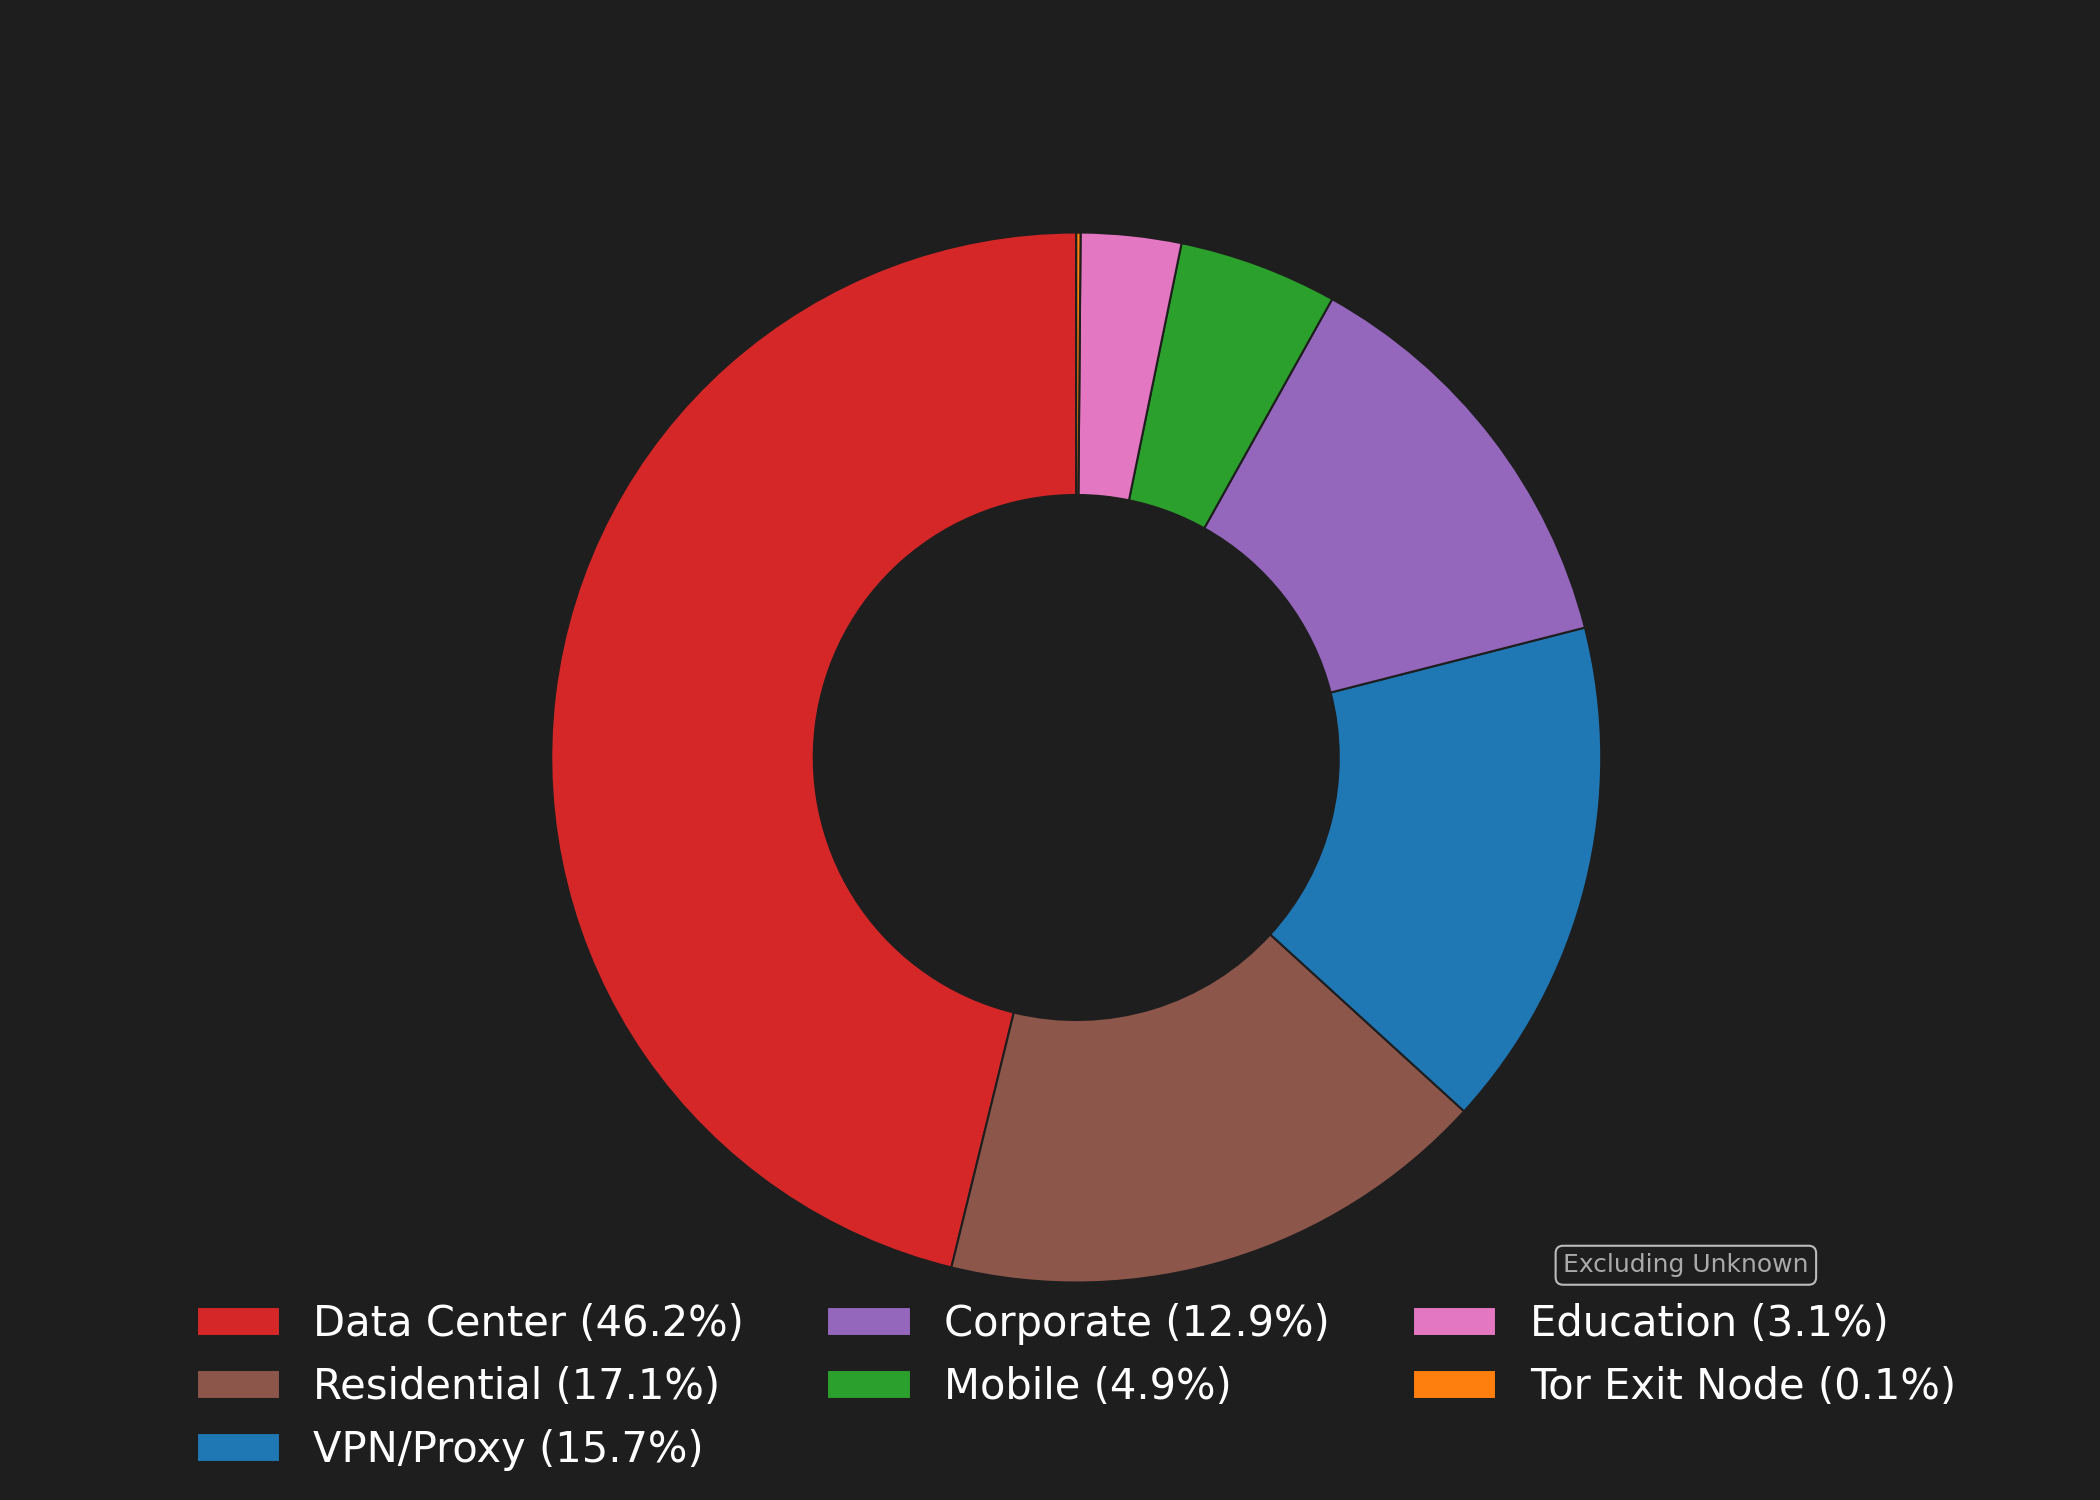 Excluding Unknown
Data Center (46.2%)
Residential (17.1%)
VPN/Proxy (15.7%)
Corporate (12.9%)
Mobile (4.9%)
Education (3.1%)
Tor Exit Node (0.1%)